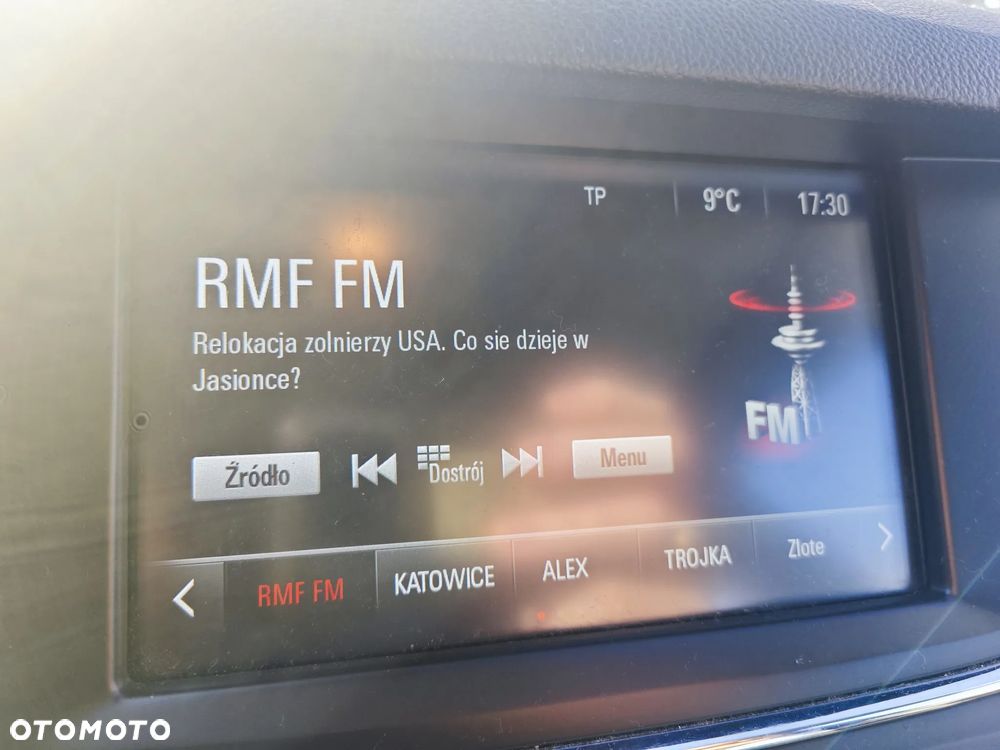 TP 9°C 17:30
RMF FM
Relokacja zolnierzy USA. Co sie dzieje w
Jasionce?
FM
Źródło Dostrój Menu
RMF FM KATOWICE ALEX TROJKA Zlote
OTOMOTO